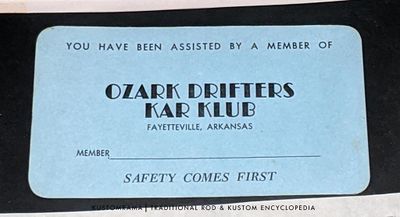 YOU HAVE BEEN ASSISTED BY A MEMBER OF
OZARK DRIFTERS
KAR KLUB
FAYETTEVILLE, ARKANSAS
MEMBER
SAFETY COMES FIRST
KUSTOMRAMA | TRADITIONAL ROD & KUSTOM ENCYCLOPEDIA